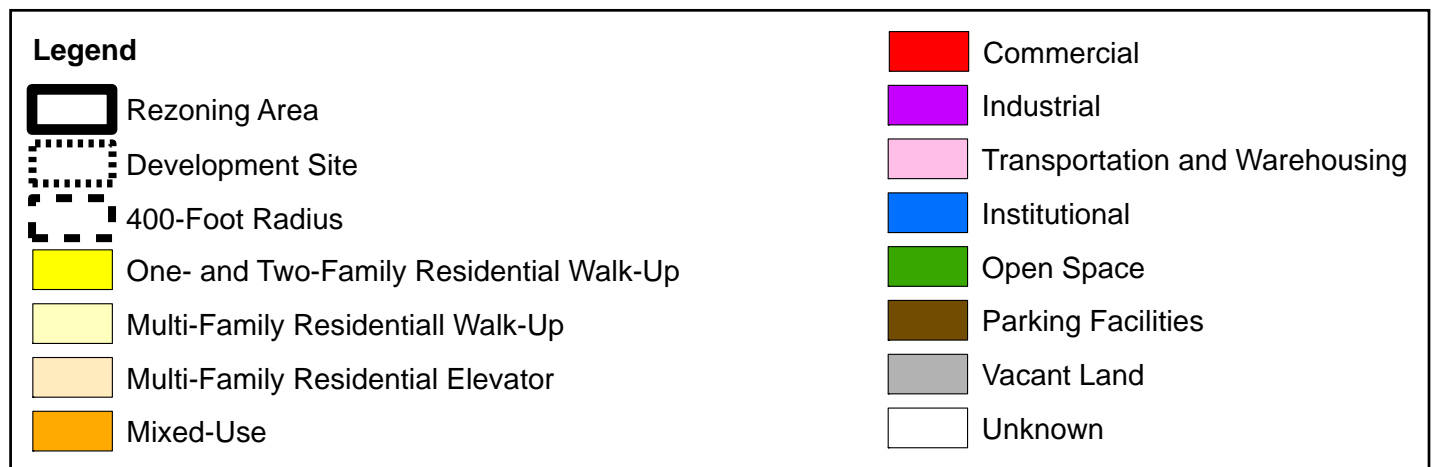 Legend
Rezoning Area
Development Site
400-Foot Radius
One- and Two-Family Residential Walk-Up
Multi-Family Residentiall Walk-Up
Multi-Family Residential Elevator
Mixed-Use
Commercial
Industrial
Transportation and Warehousing
Institutional
Open Space
Parking Facilities
Vacant Land
Unknown